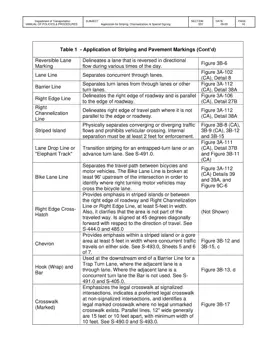 Department of Transportation
MANUAL OF POLICIES & PROCEDURES
SUBJECT
Application for Striping, Channelization & Special Signing
SECTION
DATE
PAGE
Table 1 - Application of Striping and Pavement Markings (Cont'd)
Reversible Lane Marking
Delineates a lane that is reversed in directional flow during various times of the day.
Figure 3B-6
Lane Line
Separates concurrent through lanes.
Figure 3A-102 (CA), Detail 8
Barrier Line
Separates turn lanes from through lanes or other turn lanes.
Figure 3A-112 (CA), Detail 38A
Right Edge Line
Delineates the right edge of roadway and is parallel to the edge of roadway.
Figure 3A-106 (CA), Detail 27B
Right Channelization Line
Delineates right edge of travel path where it is not parallel to the edge of roadway.
Figure 3A-112 (CA), Detail 38A
Striped Island
Physically separates converging or diverging traffic flows and prohibits vehicular crossing. Internal separation must be at least 2 feet for enforcement.
Figure 3B-8 (CA), 3B-9 (CA), 3B-12 and 3B-15
Lane Drop Line or "Elephant Track"
Transition striping for an entrapped-turn lane or an advance turn lane. See S-491.0.
Figure 3A-111 (CA), Detail 37B and Figure 3B-11 (CA)
Bike Lane Line
Separates the travel path between bicycles and motor vehicles. The Bike Lane Line is broken at least 96' upstream of the intersection in order to identify where right turning motor vehicles may cross the bicycle lane.
Figure 3A-112 (CA) Details 39 and 39A, and Figure 9C-6
Right Edge Cross-Hatch
Provides emphasis in striped islands or between the right edge of roadway and Right Channelization Line or Right Edge Line, at least 5-feet in width. Also, it clarifies that the area is not part of the traveled way. Is aligned at 45 degrees diagonally forward with respect to the direction of travel. See S-444.0 and 485.0
(Not Shown)
Chevron
Provides emphasis within a striped island or a gore area at least 5 feet in width where concurrent traffic travels on either side. See S-493.0, Sheets 5 and 6 of 7.
Figure 3B-12 and 3B-15, c
Hook (Wrap) and Bar
Used at the downstream end of a Barrier Line for a Trap Turn Lane, where the adjacent lane is a through lane. Where the adjacent lane is a concurrent turn lane the Bar is not used. See S-491.0 and S-405.0.
Figure 3B-13, d
Crosswalk (Marked)
Emphasizes the legal crosswalk at signalized intersections, indicates a preferred legal crosswalk at non-signalized intersections, and identifies a legal marked crosswalk where no legal unmarked crosswalk exists. Parallel lines, 12" wide generally are 15 feet or 10 feet apart, with minimum width of 10 feet. See S-480.0 and S-493.0.
Figure 3B-17